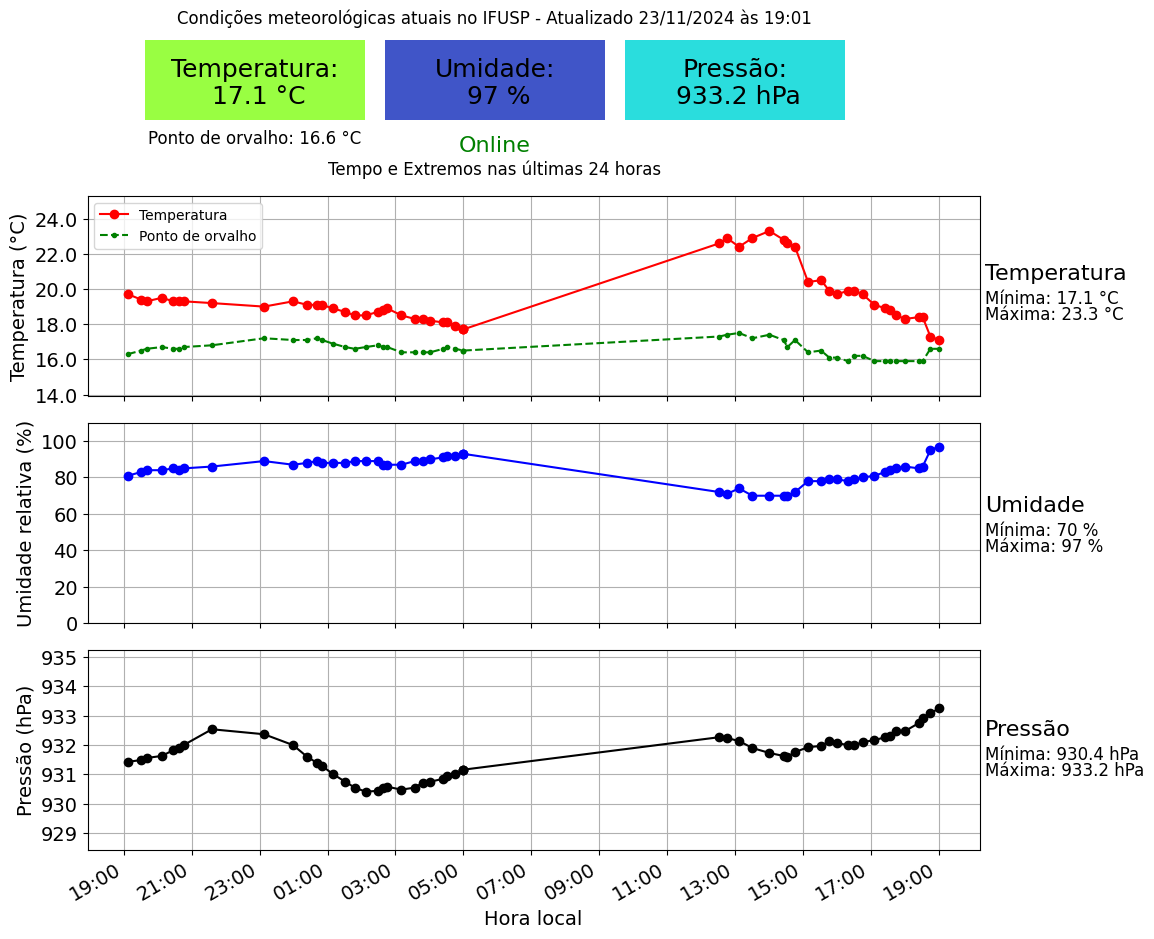 Condições meteorológicas atuais no IFUSP - Atualizado 23/11/2024 às 19:01
Temperatura:
17.1 °C
Umidade:
97 %
Pressão:
933.2 hPa
Ponto de orvalho: 16.6 °C
Online
Tempo e Extremos nas últimas 24 horas
Temperatura (°C)
24.0
22.0
20.0
18.0
16.0
14.0
Temperatura
Ponto de orvalho
Temperatura
Mínima: 17.1 °C
Máxima: 23.3 °C
Umidade relativa (%)
100
80
60
40
20
0
Umidade
Mínima: 70 %
Máxima: 97 %
Pressão (hPa)
935
934
933
932
931
930
929
Pressão
Mínima: 930.4 hPa
Máxima: 933.2 hPa
19:00 21:00 23:00 01:00 03:00 05:00 07:00 09:00 11:00 13:00 15:00 17:00 19:00
Hora local